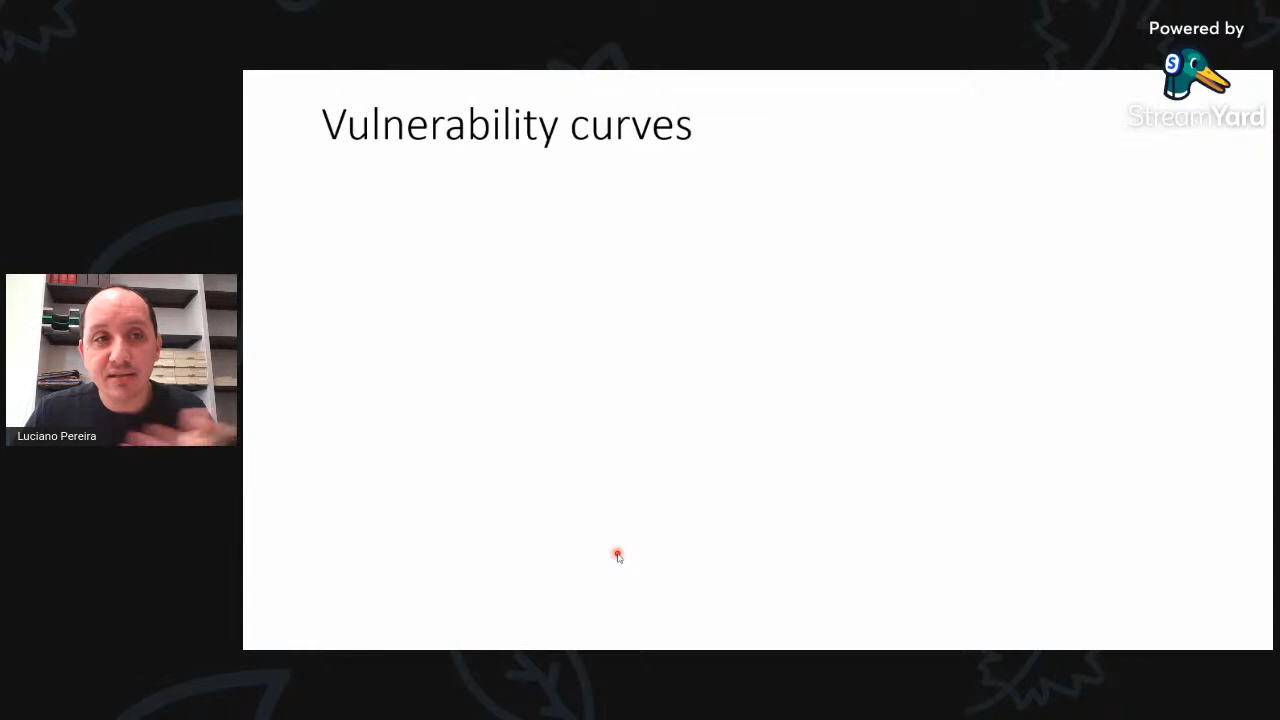 Powered by
S
StreamYard
Vulnerability curves
Luciano Pereira